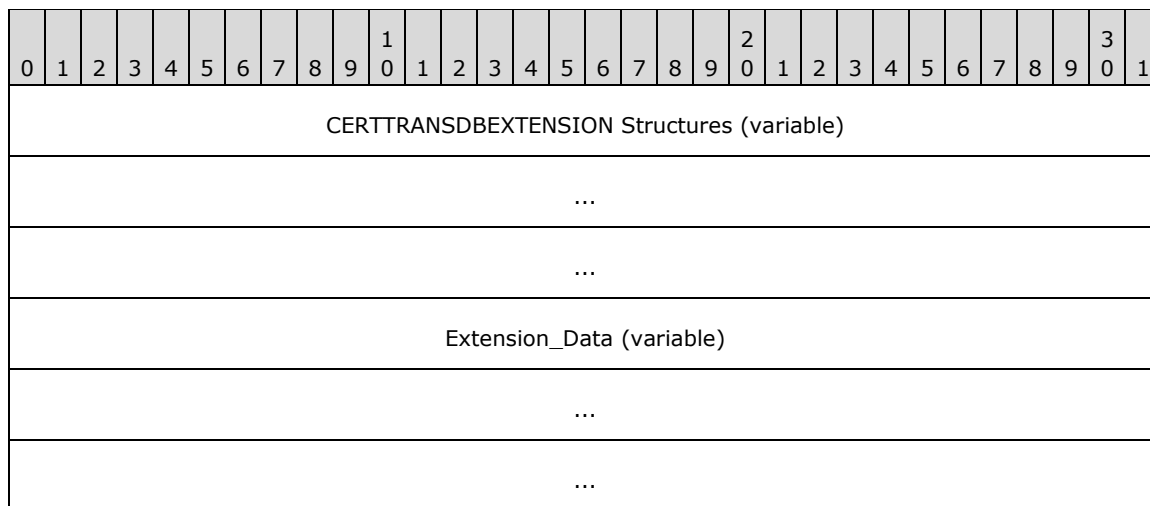 1 2 3
0 1 2 3 4 5 6 7 8 9 0 1 2 3 4 5 6 7 8 9 0 1 2 3 4 5 6 7 8 9 0 1
CERTTRANSDBEXTENSION Structures (variable)
...
...
Extension_Data (variable)
...
...